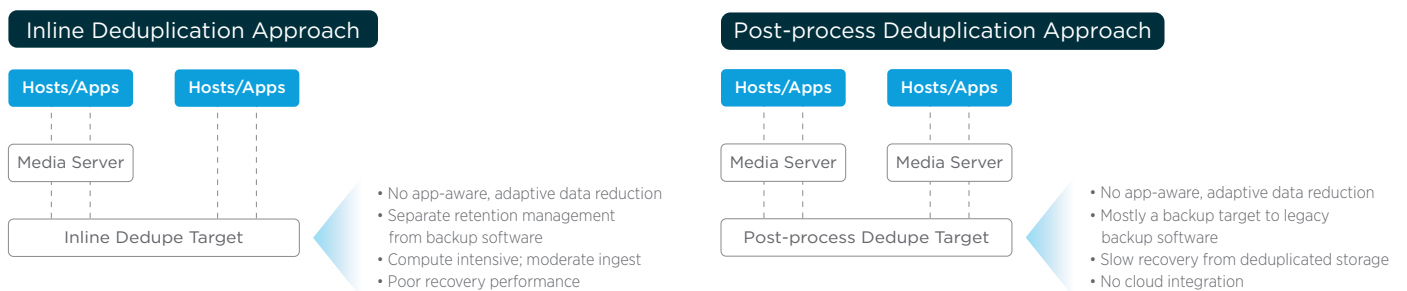 Inline Deduplication Approach
Hosts/Apps
Hosts/Apps
Media Server
Inline Dedupe Target
• No app-aware, adaptive data reduction
• Separate retention management
from backup software
• Compute intensive; moderate ingest
• Poor recovery performance
Post-process Deduplication Approach
Hosts/Apps
Hosts/Apps
Media Server
Media Server
Post-process Dedupe Target
• No app-aware, adaptive data reduction
• Mostly a backup target to legacy
backup software
• Slow recovery from deduplicated storage
• No cloud integration